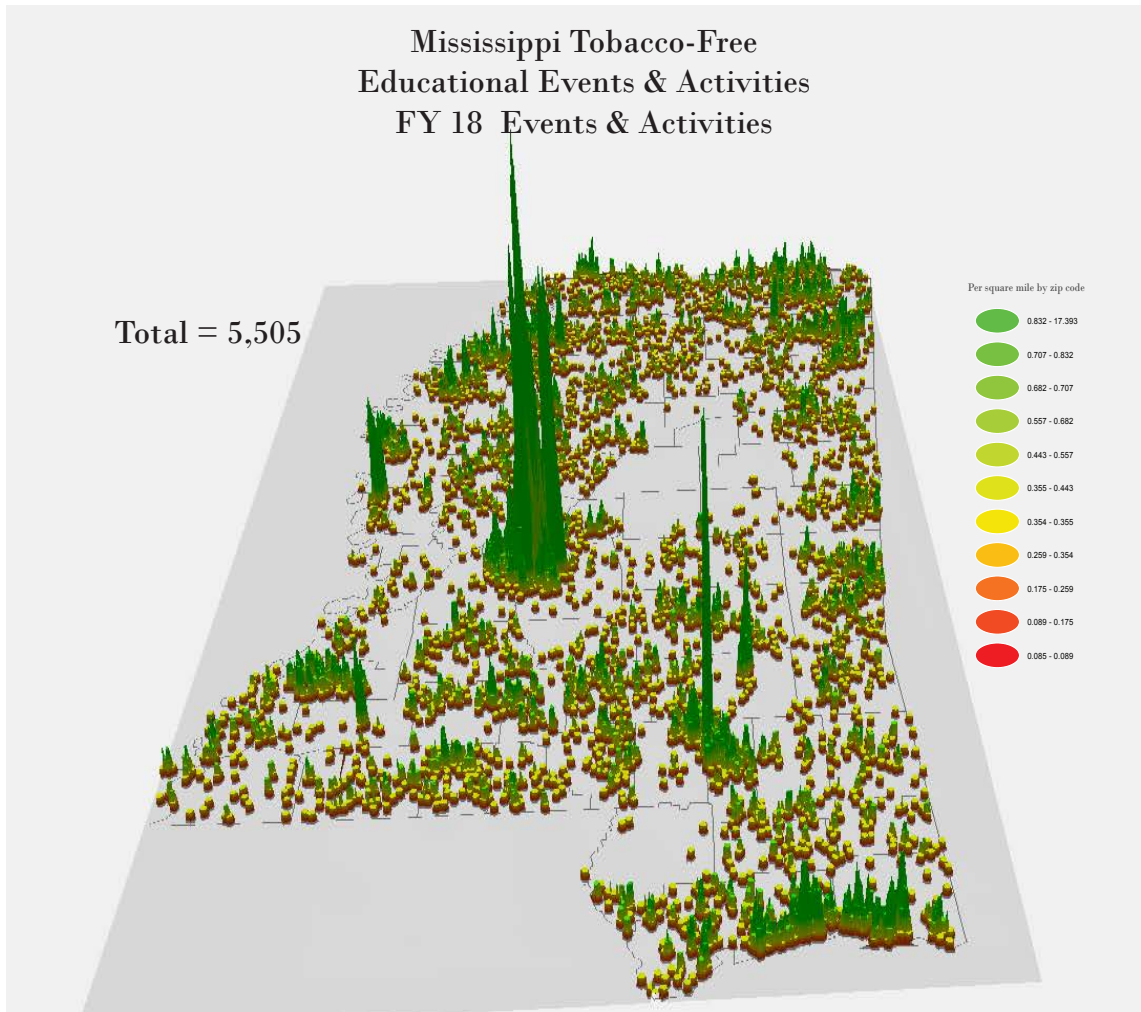 Mississippi Tobacco-Free
Educational Events & Activities
FY 18 Events & Activities
Total = 5,505
Per square mile by zip code
0.832 - 17.393
0.707 - 0.832
0.682 - 0.707
0.557 - 0.682
0.443 - 0.557
0.355 - 0.443
0.354 - 0.355
0.259 - 0.354
0.175 - 0.259
0.089 - 0.175
0.085 - 0.089